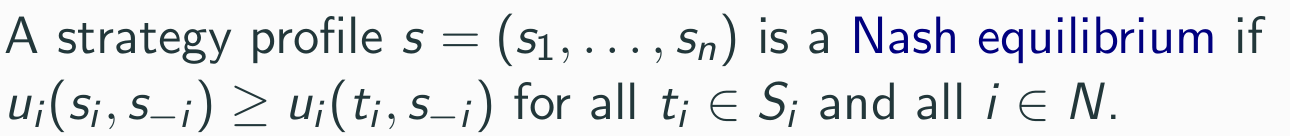 A strategy profile s = (s₁, . . . , sₙ) is a Nash equilibrium if
uᵢ(sᵢ, s₋ᵢ) ≥ uᵢ(tᵢ, s₋ᵢ) for all tᵢ ∈ Sᵢ and all i ∈ N.